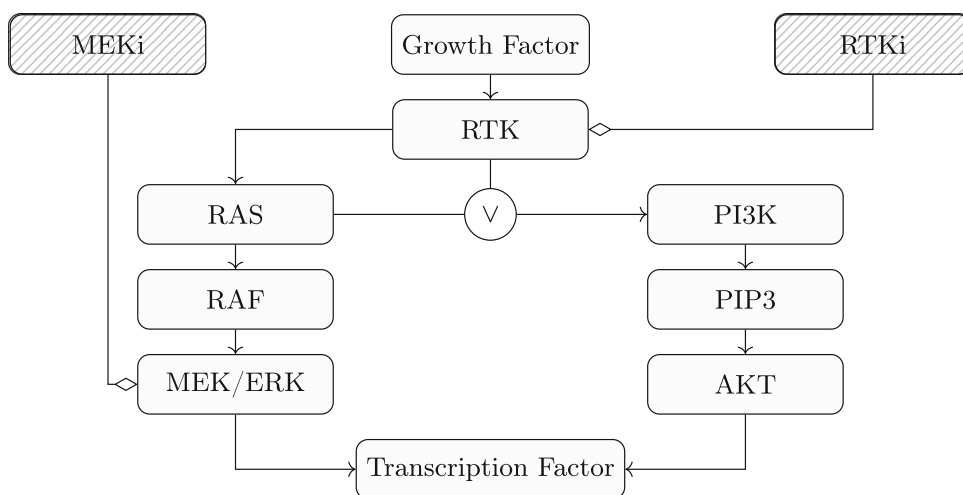 MEKi
Growth Factor
RTKi
RTK
RAS
∨
PI3K
RAF
PIP3
MEK/ERK
AKT
Transcription Factor